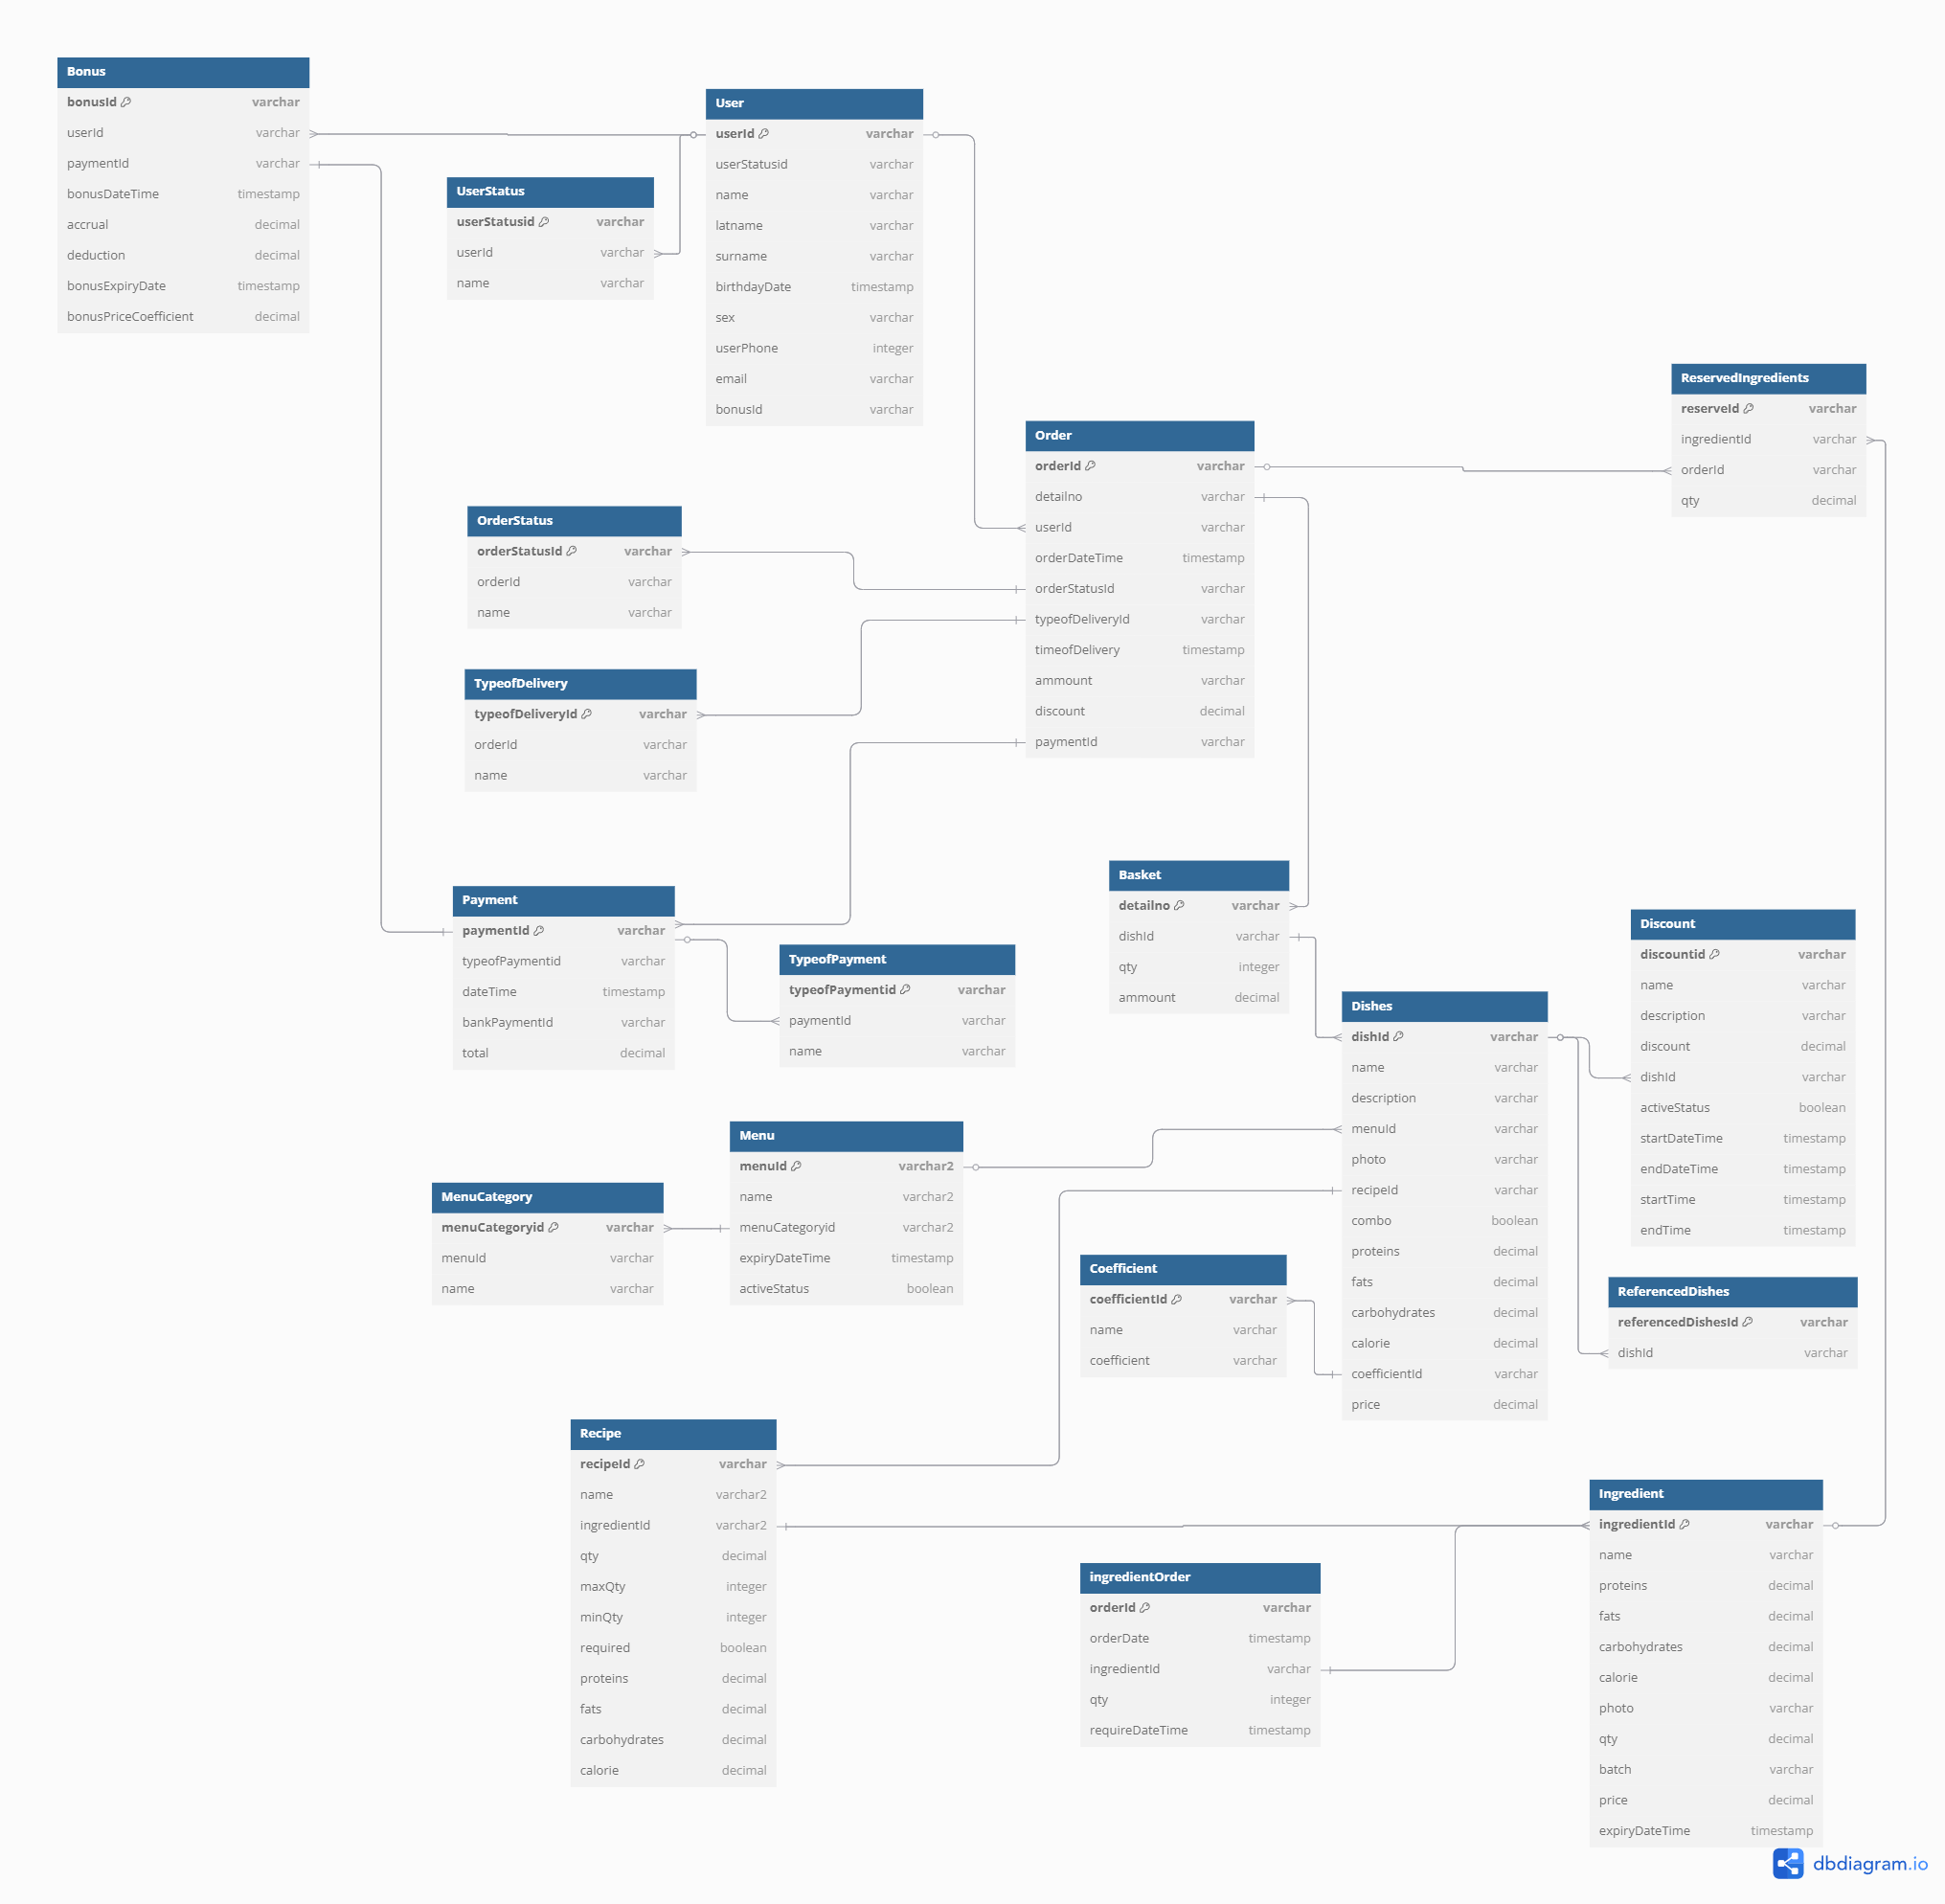 Bonus
bonusId varchar
userId varchar
paymentId varchar
bonusDateTime timestamp
accrual decimal
deduction decimal
bonusExpiryDate timestamp
bonusPriceCoefficient decimal
User
userId varchar
userStatusid varchar
name varchar
latname varchar
surname varchar
birthdayDate timestamp
sex varchar
userPhone integer
email varchar
bonusId varchar
UserStatus
userStatusid varchar
userId varchar
name varchar
ReservedIngredients
reserveId varchar
ingredientId varchar
orderId varchar
qty decimal
Order
orderId varchar
detailno varchar
userId varchar
orderDateTime timestamp
orderStatusId varchar
typeofDeliveryId varchar
timeofDelivery timestamp
ammount varchar
discount decimal
paymentId varchar
OrderStatus
orderStatusId varchar
orderId varchar
name varchar
TypeofDelivery
typeofDeliveryId varchar
orderId varchar
name varchar
Payment
paymentId varchar
typeofPaymentid varchar
dateTime timestamp
bankPaymentId varchar
total decimal
TypeofPayment
typeofPaymentid varchar
paymentId varchar
name varchar
Basket
detailno varchar
dishId varchar
qty integer
ammount decimal
Discount
discountid varchar
name varchar
description varchar
discount decimal
dishId varchar
activeStatus boolean
startDateTime timestamp
endDateTime timestamp
startTime timestamp
endTime timestamp
Dishes
dishId varchar
name varchar
description varchar
menuId varchar
photo varchar
recipeId varchar
combo boolean
proteins decimal
fats decimal
carbohydrates decimal
calorie decimal
coefficientId varchar
price decimal
Menu
menuId varchar2
name varchar2
menuCategoryid varchar2
expiryDateTime timestamp
activeStatus boolean
MenuCategory
menuCategoryid varchar
menuId varchar
name varchar
Coefficient
coefficientId varchar
name varchar
coefficient varchar
ReferencedDishes
referencedDishesId varchar
dishId varchar
Recipe
recipeId varchar
name varchar2
ingredientId varchar2
qty decimal
maxQty integer
minQty integer
required boolean
proteins decimal
fats decimal
carbohydrates decimal
calorie decimal
ingredientOrder
orderId varchar
orderDate timestamp
ingredientId varchar
qty integer
requireDateTime timestamp
Ingredient
ingredientId varchar
name varchar
proteins decimal
fats decimal
carbohydrates decimal
calorie decimal
photo varchar
qty decimal
batch varchar
price decimal
expiryDateTime timestamp
dbdiagram.io